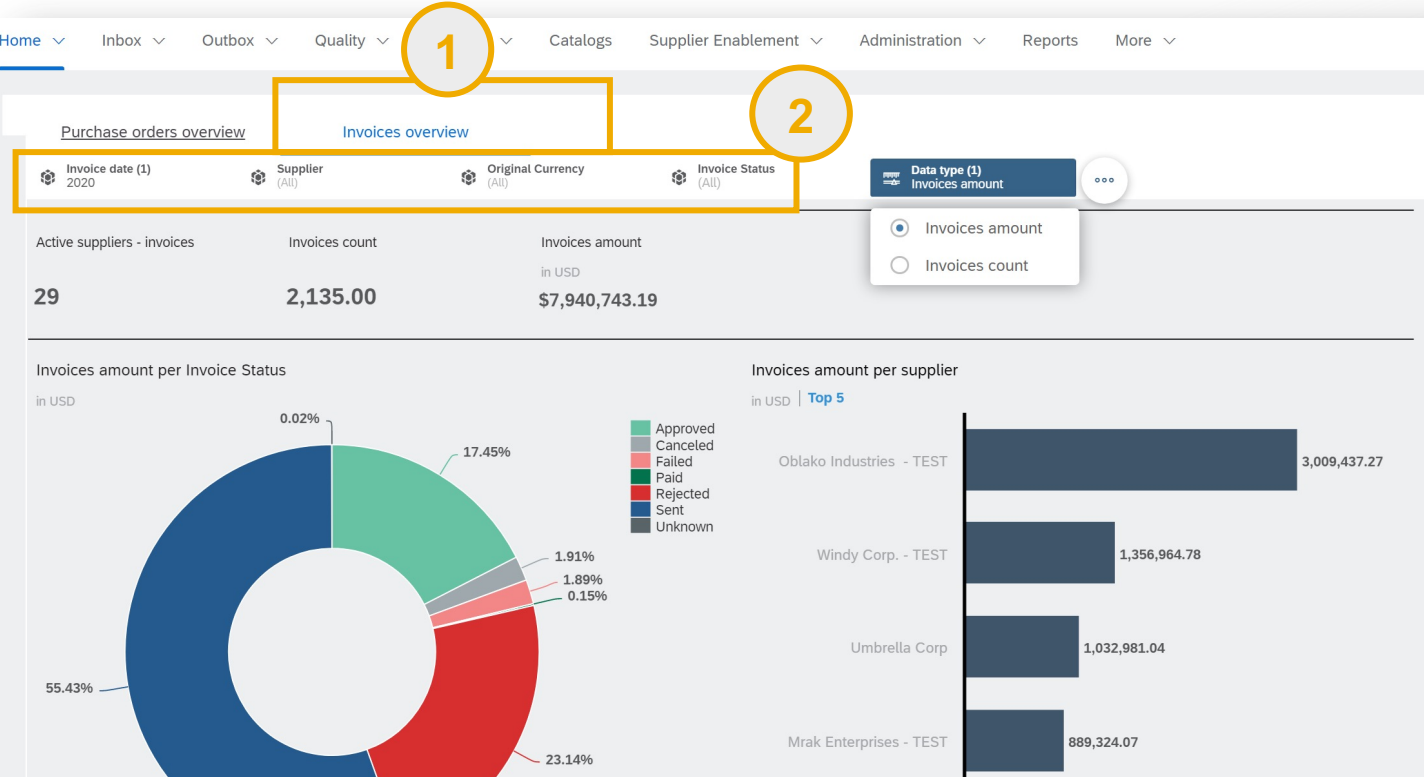 Home Inbox Outbox Quality Catalogs Supplier Enablement Administration Reports More
1
2
Purchase orders overview Invoices overview
Invoice date (1) Supplier Original Currency Invoice Status Data type (1)
2020 (All) (All) (All) Invoices amount
Invoices amount
Invoices count
Active suppliers - invoices Invoices count Invoices amount
in USD
29 2,135.00 $7,940,743.19
Invoices amount per Invoice Status
in USD
0.02%
17.45%
1.91%
1.89%
0.15%
55.43%
23.14%
Approved
Canceled
Failed
Paid
Rejected
Sent
Unknown
Invoices amount per supplier
in USD | Top 5
Oblako Industries - TEST 3,009,437.27
Windy Corp. - TEST 1,356,964.78
Umbrella Corp 1,032,981.04
Mrak Enterprises - TEST 889,324.07